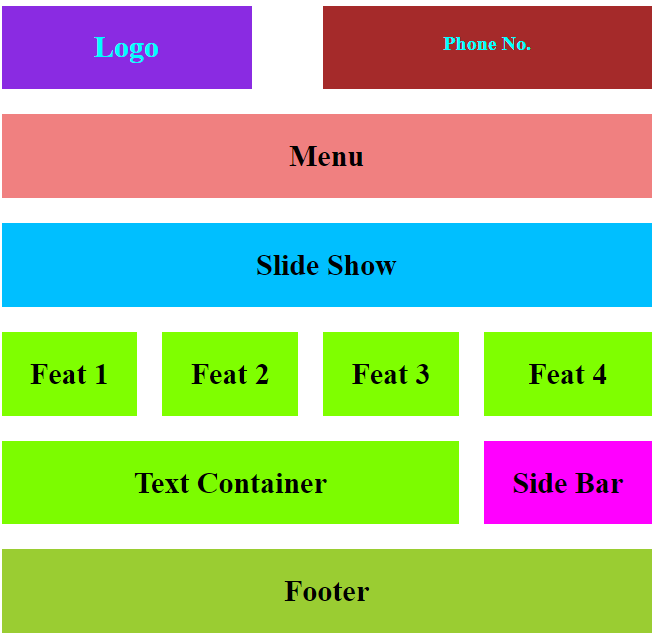 Logo
Phone No.
Menu
Slide Show
Feat 1
Feat 2
Feat 3
Feat 4
Text Container
Side Bar
Footer